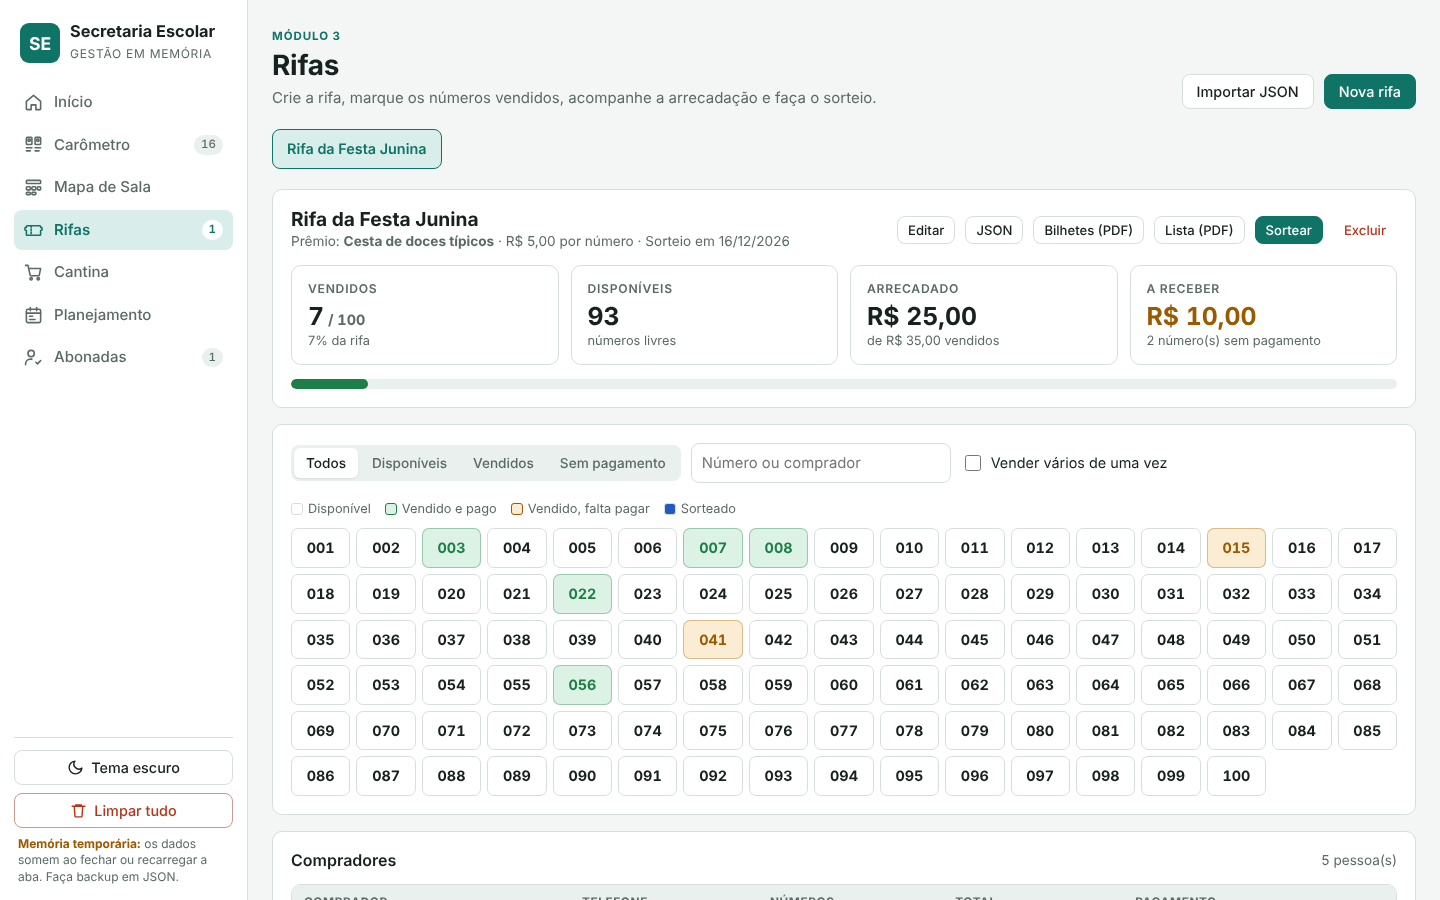 SE
Secretaria Escolar
GESTÃO EM MEMÓRIA
Início
Carômetro 16
Mapa de Sala
Rifas 1
Cantina
Planejamento
Abonadas 1
Tema escuro
Limpar tudo
Memória temporária: os dados
somem ao fechar ou recarregar a
aba. Faça backup em JSON.
MÓDULO 3
Rifas
Crie a rifa, marque os números vendidos, acompanhe a arrecadação e faça o sorteio.
Importar JSON Nova rifa
Rifa da Festa Junina
Rifa da Festa Junina
Prêmio: Cesta de doces típicos · R$ 5,00 por número · Sorteio em 16/12/2026
Editar JSON Bilhetes (PDF) Lista (PDF) Sortear Excluir
VENDIDOS
7 / 100
7% da rifa
DISPONÍVEIS
93
números livres
ARRECADADO
R$ 25,00
de R$ 35,00 vendidos
A RECEBER
R$ 10,00
2 número(s) sem pagamento
Todos Disponíveis Vendidos Sem pagamento Número ou comprador Vender vários de uma vez
Disponível Vendido e pago Vendido, falta pagar Sorteado
001 002 003 004 005 006 007 008 009 010 011 012 013 014 015 016 017
018 019 020 021 022 023 024 025 026 027 028 029 030 031 032 033 034
035 036 037 038 039 040 041 042 043 044 045 046 047 048 049 050 051
052 053 054 055 056 057 058 059 060 061 062 063 064 065 066 067 068
069 070 071 072 073 074 075 076 077 078 079 080 081 082 083 084 085
086 087 088 089 090 091 092 093 094 095 096 097 098 099 100
Compradores 5 pessoa(s)
COMPRADOR TELEFONE NÚMEROS TOTAL PAGAMENTO